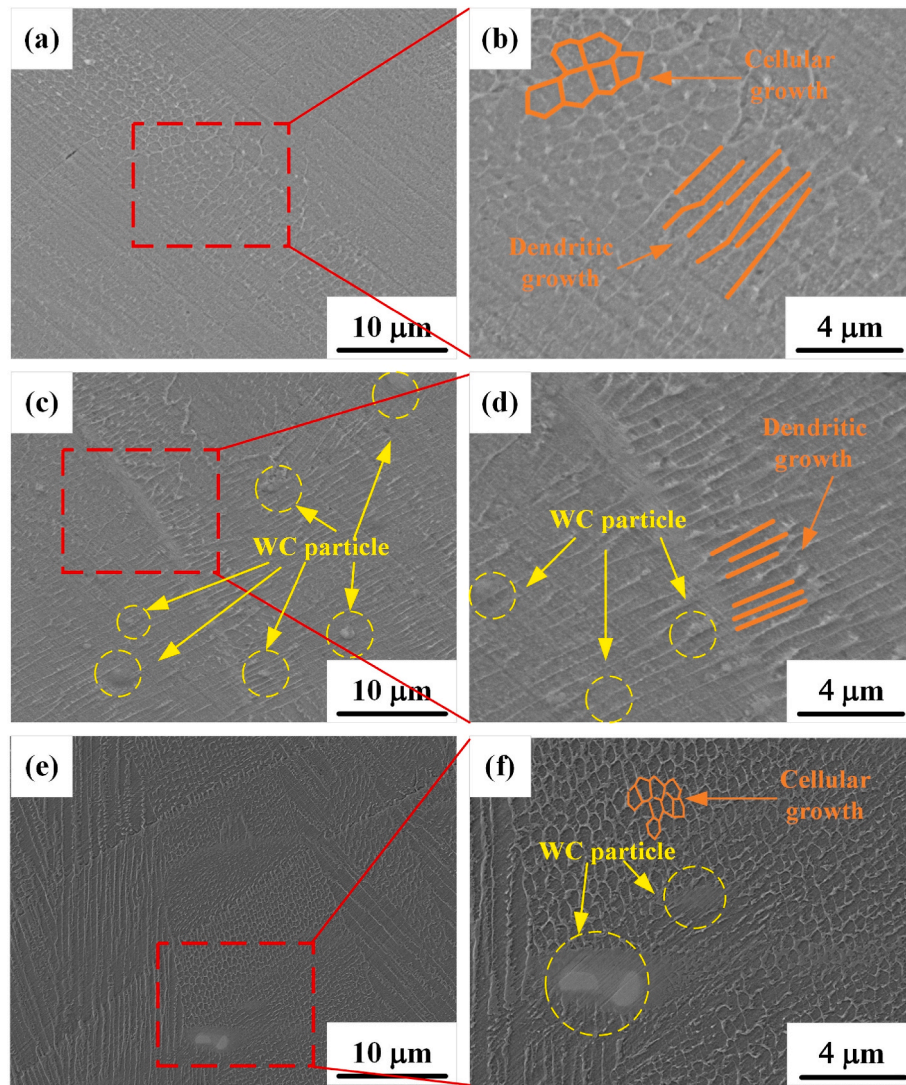 (a)
10 μm
(b)
Cellular
growth
Dendritic
growth
4 μm
(c)
WC particle
10 μm
(d)
Dendritic
growth
WC particle
4 μm
(e)
10 μm
(f)
Cellular
growth
WC particle
4 μm